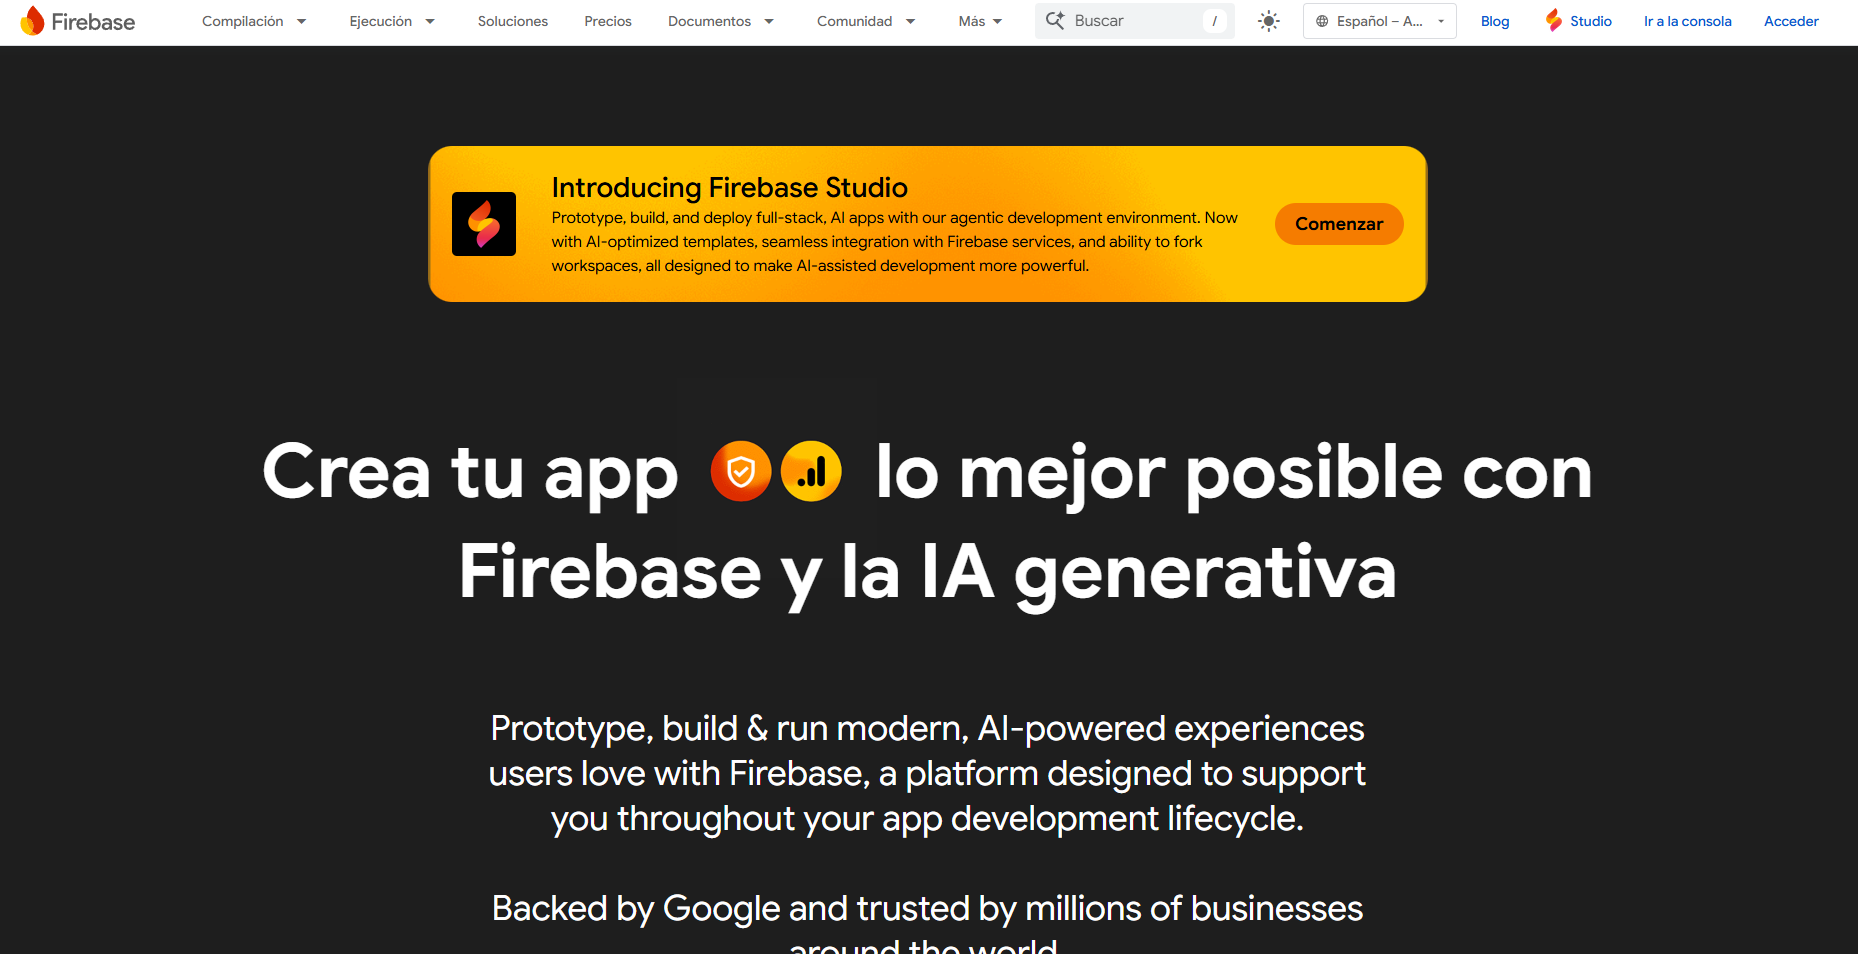 Firebase
Compilación
Ejecución
Soluciones
Precios
Documentos
Comunidad
Más
Buscar
/
Español – A...
Blog
Studio
Ir a la consola
Acceder
Introducing Firebase Studio
Prototype, build, and deploy full-stack, AI apps with our agentic development environment. Now
with AI-optimized templates, seamless integration with Firebase services, and ability to fork
workspaces, all designed to make AI-assisted development more powerful.
Comenzar
Crea tu app lo mejor posible con
Firebase y la IA generativa
Prototype, build & run modern, AI-powered experiences
users love with Firebase, a platform designed to support
you throughout your app development lifecycle.
Backed by Google and trusted by millions of businesses
around the world.